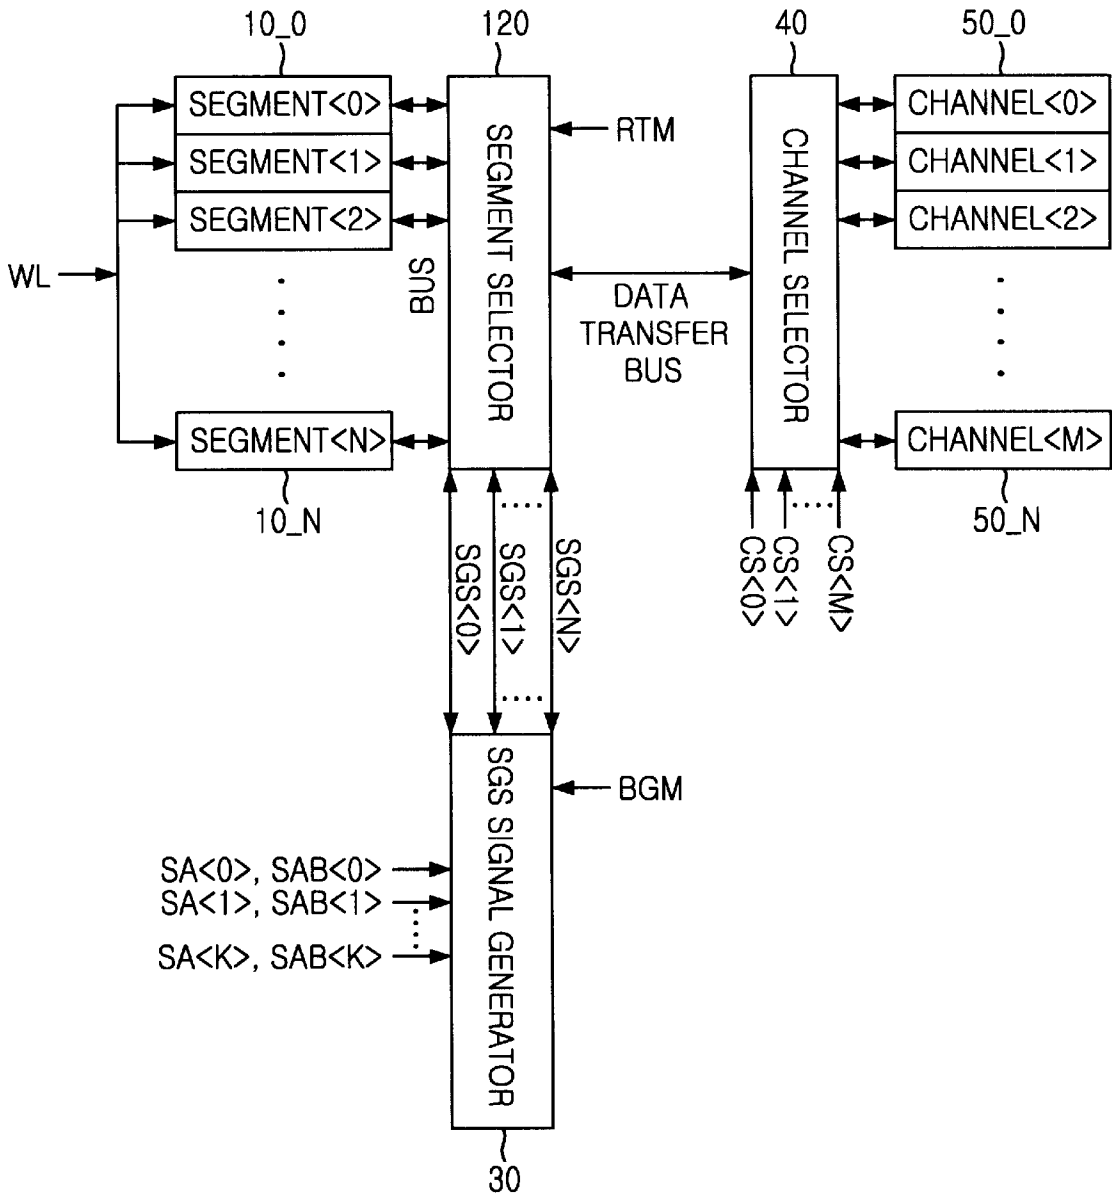 10_0
120
40
50_0
SEGMENT<0>
SEGMENT<1>
SEGMENT<2>
SEGMENT<N>
10_N
WL
BUS
SEGMENT SELECTOR
RTM
DATA
TRANSFER
BUS
CHANNEL SELECTOR
CHANNEL<0>
CHANNEL<1>
CHANNEL<2>
CHANNEL<M>
50_N
SGS<0>
SGS<1>
SGS<N>
CS<0>
CS<1>
CS<M>
SGS SIGNAL GENERATOR
BGM
SA<0>, SAB<0>
SA<1>, SAB<1>
SA<K>, SAB<K>
30